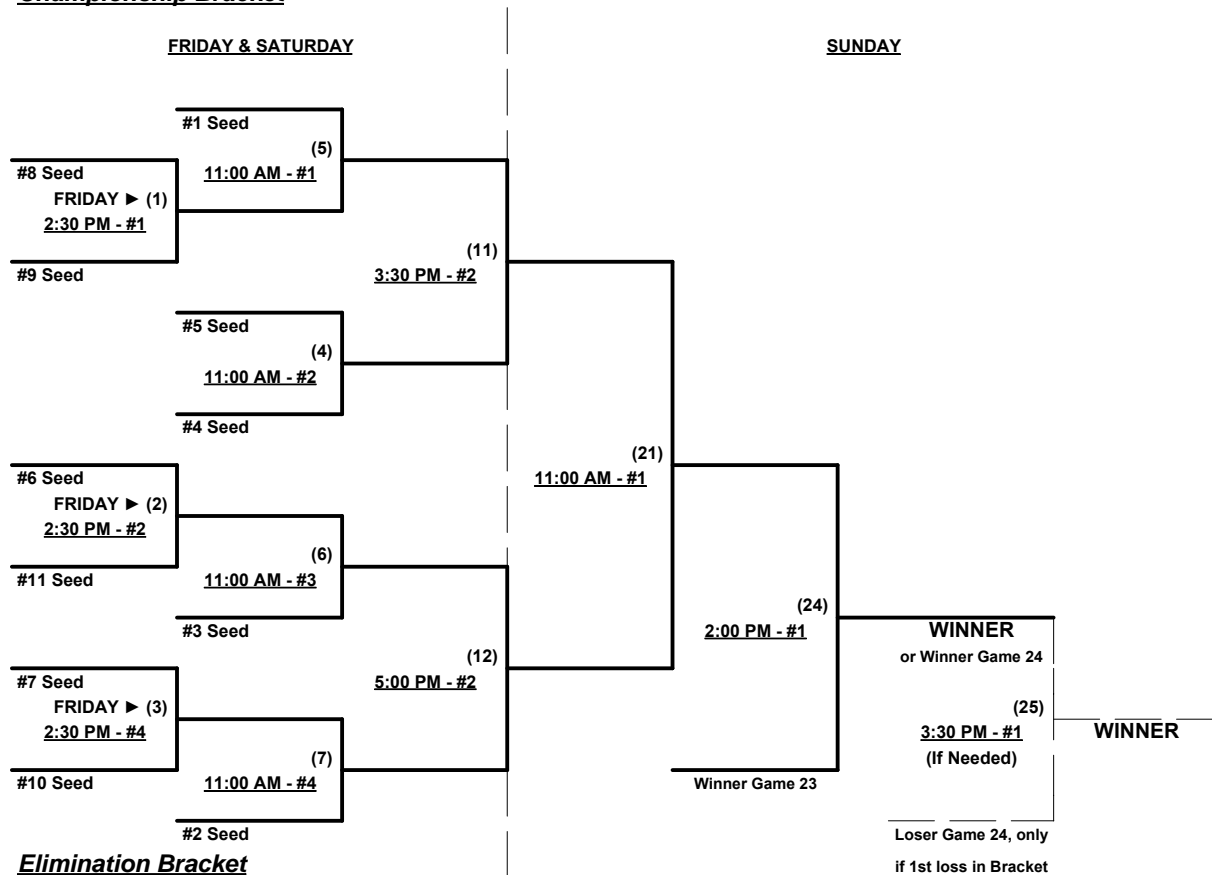 Championship Bracket
FRIDAY & SATURDAY
SUNDAY
#1 Seed
(5)
11:00 AM - #1
#8 Seed
FRIDAY ► (1)
2:30 PM - #1
#9 Seed
(11)
3:30 PM - #2
#5 Seed
(4)
11:00 AM - #2
#4 Seed
(21)
11:00 AM - #1
#6 Seed
FRIDAY ► (2)
2:30 PM - #2
#11 Seed
(6)
11:00 AM - #3
#3 Seed
(24)
2:00 PM - #1
WINNER
or Winner Game 24
(12)
5:00 PM - #2
#7 Seed
FRIDAY ► (3)
2:30 PM - #4
#10 Seed
(25)
3:30 PM - #1
(If Needed)
WINNER
(7)
11:00 AM - #4
#2 Seed
Winner Game 23
Loser Game 24, only
if 1st loss in Bracket
Elimination Bracket